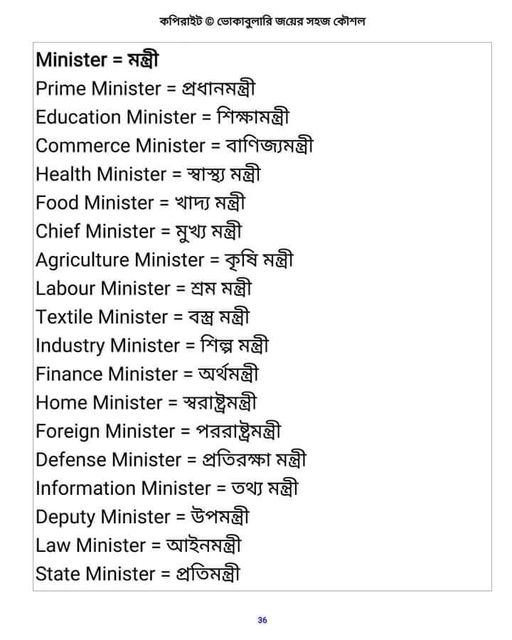 কপিরাইট © ভোকাবুলারি জয়ের সহজ কৌশল
Minister = মন্ত্রী
Prime Minister = প্রধানমন্ত্রী
Education Minister = শিক্ষামন্ত্রী
Commerce Minister = বাণিজ্যমন্ত্রী
Health Minister = স্বাস্থ্য মন্ত্রী
Food Minister = খাদ্য মন্ত্রী
Chief Minister = মুখ্য মন্ত্রী
Agriculture Minister = কৃষি মন্ত্রী
Labour Minister = শ্রম মন্ত্রী
Textile Minister = বস্ত্র মন্ত্রী
Industry Minister = শিল্প মন্ত্রী
Finance Minister = অর্থমন্ত্রী
Home Minister = স্বরাষ্ট্রমন্ত্রী
Foreign Minister = পররাষ্ট্রমন্ত্রী
Defense Minister = প্রতিরক্ষা মন্ত্রী
Information Minister = তথ্য মন্ত্রী
Deputy Minister = উপমন্ত্রী
Law Minister = আইনমন্ত্রী
State Minister = প্রতিমন্ত্রী
36